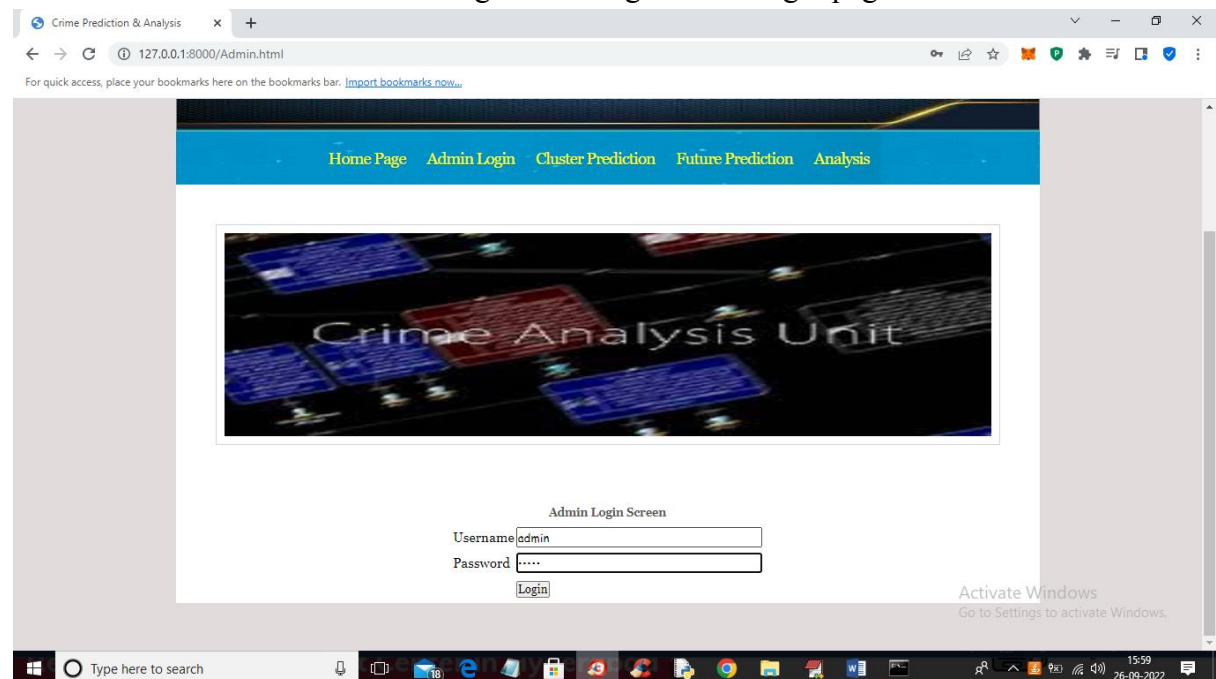 Crime Prediction & Analysis
127.0.0.1:8000/Admin.html
For quick access, place your bookmarks here on the bookmarks bar. Import bookmarks now...
Home Page Admin Login Cluster Prediction Future Prediction Analysis
Crime Analysis Unit
Admin Login Screen
Username admin
Password •••••
Login
Activate Windows
Go to Settings to activate Windows.
Type here to search
18
15:59
26-09-2022